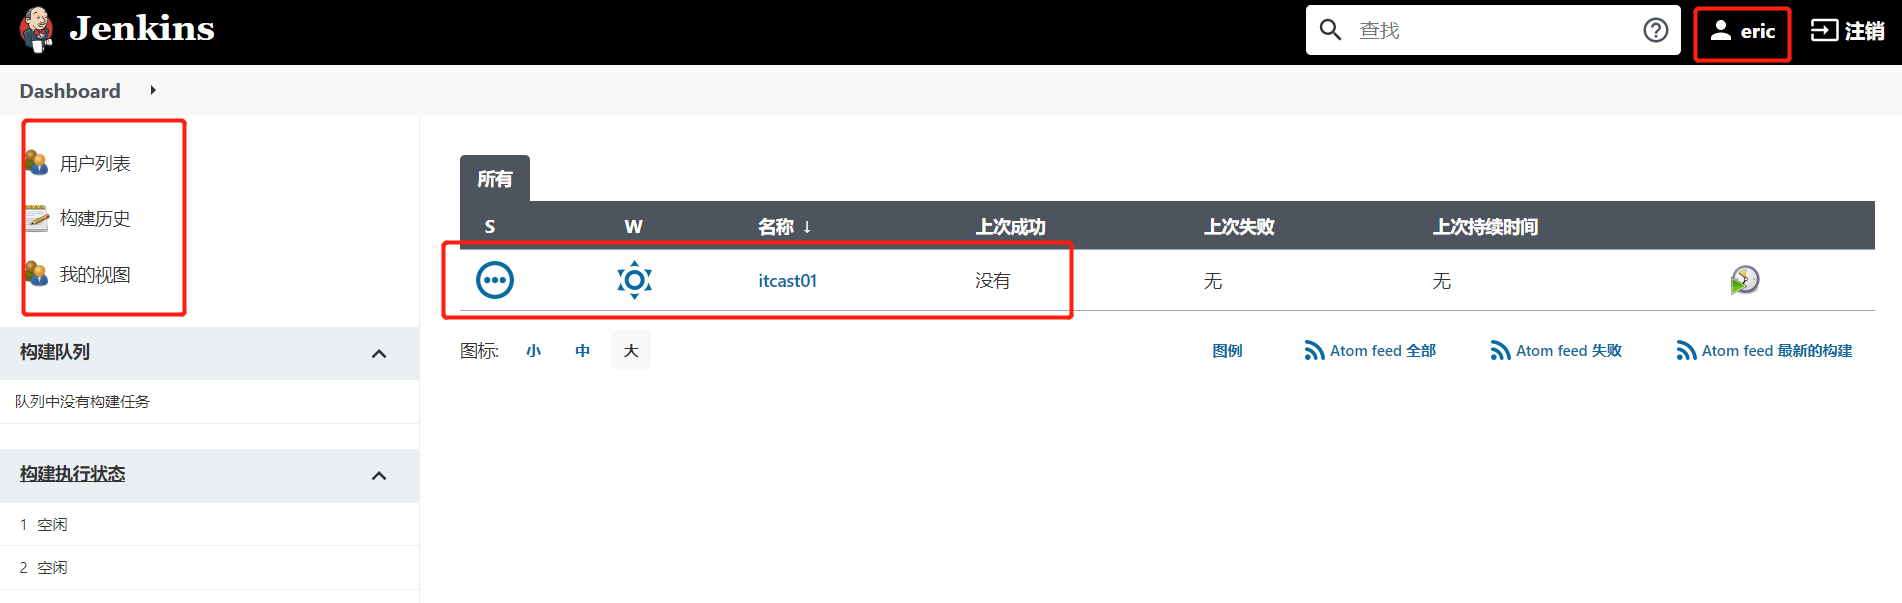 Jenkins 查找 eric 注销
Dashboard
用户列表
构建历史
我的视图
构建队列
队列中没有构建任务
构建执行状态
1 空闲
2 空闲
所有
S W 名称 ↓ 上次成功 上次失败 上次持续时间
itcast01 没有 无 无
图标: 小 中 大 图例 Atom feed 全部 Atom feed 失败 Atom feed 最新的构建